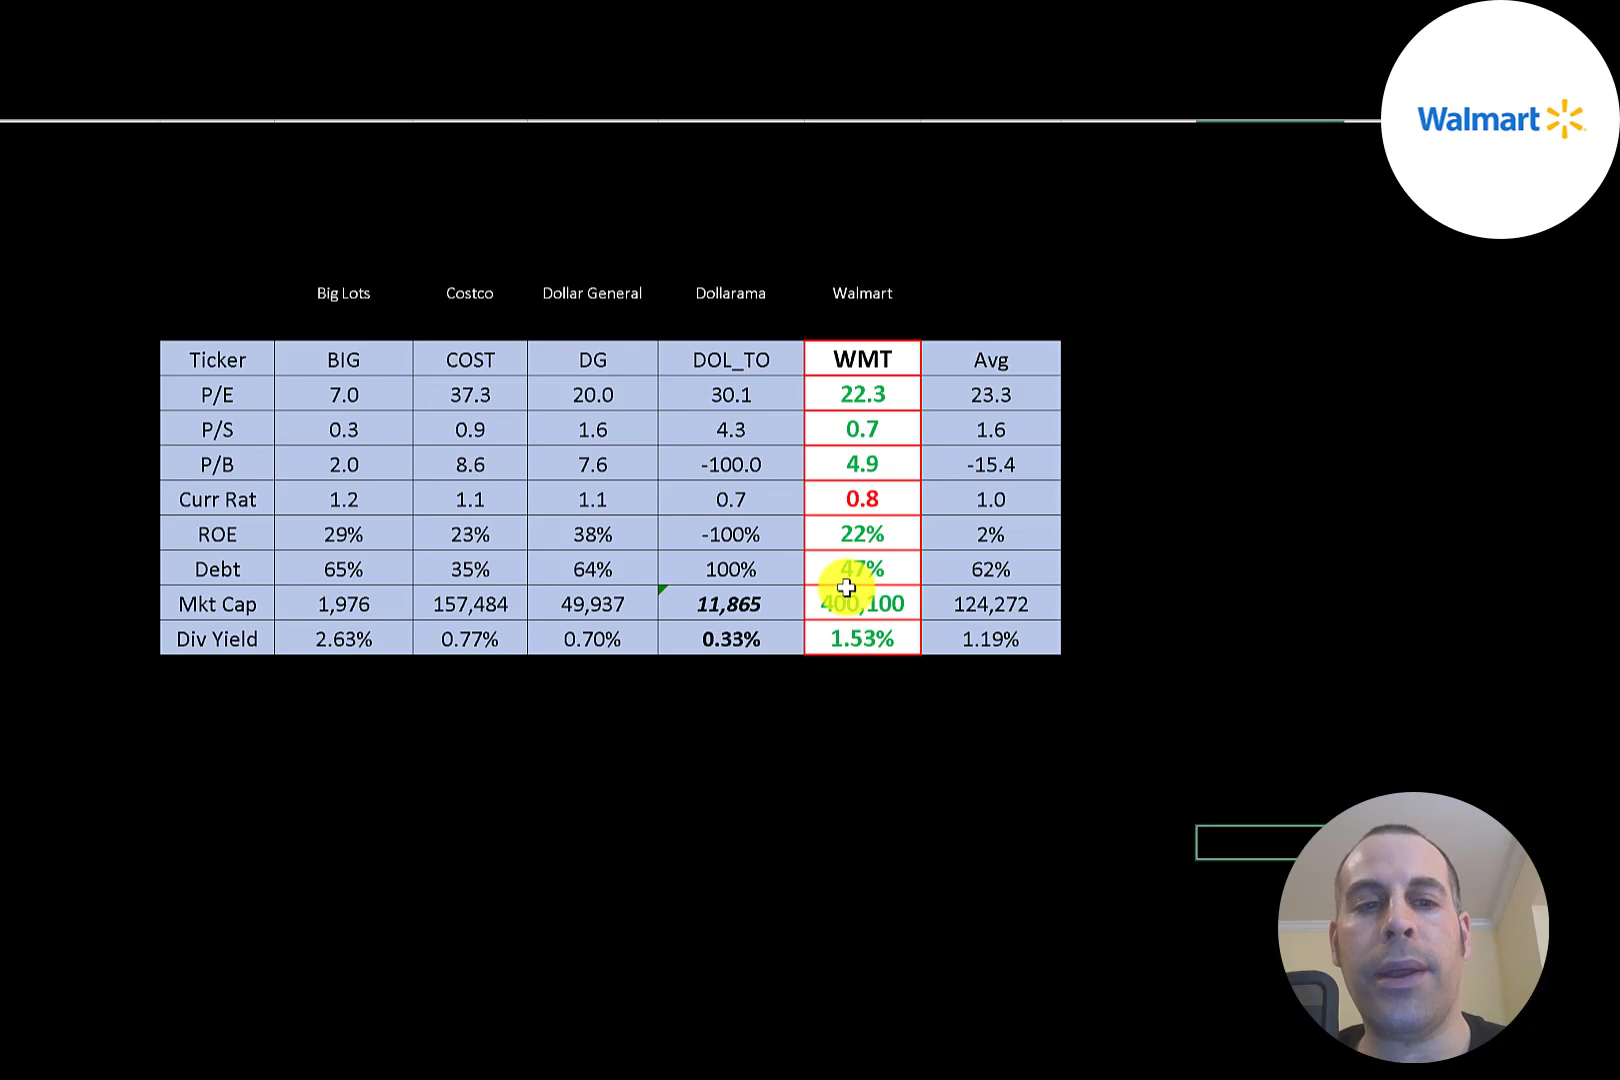 Walmart
Big Lots Costco Dollar General Dollarama Walmart
Ticker BIG COST DG DOL_TO WMT Avg
P/E 7.0 37.3 20.0 30.1 22.3 23.3
P/S 0.3 0.9 1.6 4.3 0.7 1.6
P/B 2.0 8.6 7.6 -100.0 4.9 -15.4
Curr Rat 1.2 1.1 1.1 0.7 0.8 1.0
ROE 29% 23% 38% -100% 22% 2%
Debt 65% 35% 64% 100% 47% 62%
Mkt Cap 1,976 157,484 49,937 11,865 400,100 124,272
Div Yield 2.63% 0.77% 0.70% 0.33% 1.53% 1.19%